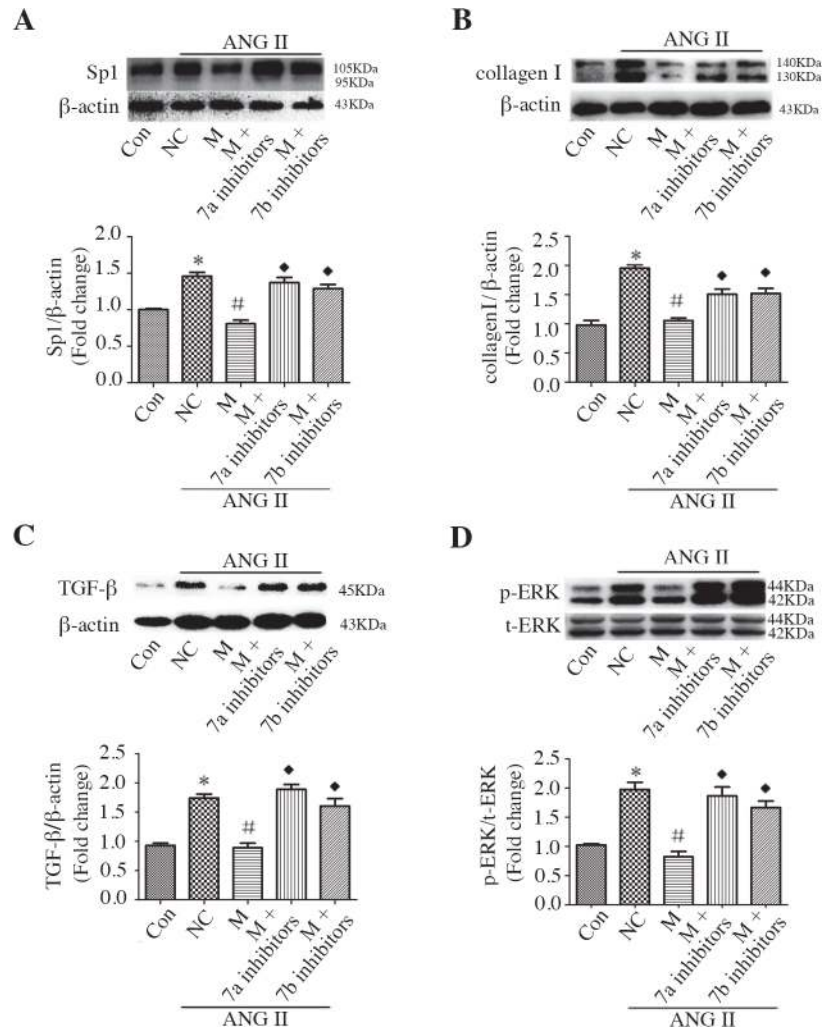 A
ANG II
Sp1
105KDa
95KDa
β-actin
43KDa
Con
NC
M
M +
7a inhibitors
M +
7b inhibitors
2.0
1.5
1.0
0.5
0.0
Sp1/β-actin
(Fold change)
*
#
◆
◆
Con
NC
M
M +
7a inhibitors
M +
7b inhibitors
ANG II
B
ANG II
collagen I
140KDa
130KDa
β-actin
43KDa
Con
NC
M
M +
7a inhibitors
M +
7b inhibitors
2.5
2.0
1.5
1.0
0.5
0.0
collagenI/ β-actin
(Fold change)
*
#
◆
◆
Con
NC
M
M +
7a inhibitors
M +
7b inhibitors
ANG II
C
ANG II
TGF-β
45KDa
β-actin
43KDa
Con
NC
M
M +
7a inhibitors
M +
7b inhibitors
2.5
2.0
1.5
1.0
0.5
0.0
TGF-β/β-actin
(Fold change)
*
#
◆
◆
Con
NC
M
M +
7a inhibitors
M +
7b inhibitors
ANG II
D
ANG II
p-ERK
44KDa
42KDa
t-ERK
44KDa
42KDa
Con
NC
M
M +
7a inhibitors
M +
7b inhibitors
2.5
2.0
1.5
1.0
0.5
0.0
p-ERK/t-ERK
(Fold change)
*
#
◆
◆
Con
NC
M
M +
7a inhibitors
M +
7b inhibitors
ANG II